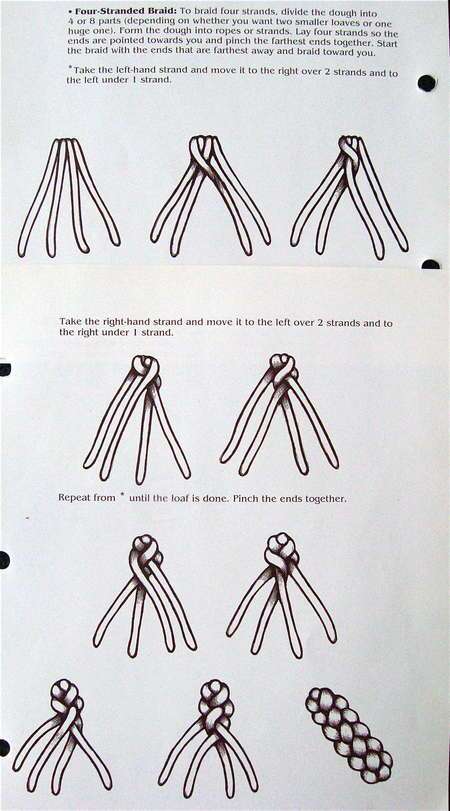 • Four-Stranded Braid: To braid four strands, divide the dough into
4 or 8 parts (depending on whether you want two smaller loaves or one
huge one). Form the dough into ropes or strands. Lay four strands so the
ends are pointed towards you and pinch the farthest ends together. Start
the braid with the ends that are farthest away and braid toward you.
*Take the left-hand strand and move it to the right over 2 strands and to
the left under 1 strand.
Take the right-hand strand and move it to the left over 2 strands and to
the right under 1 strand.
Repeat from * until the loaf is done. Pinch the ends together.